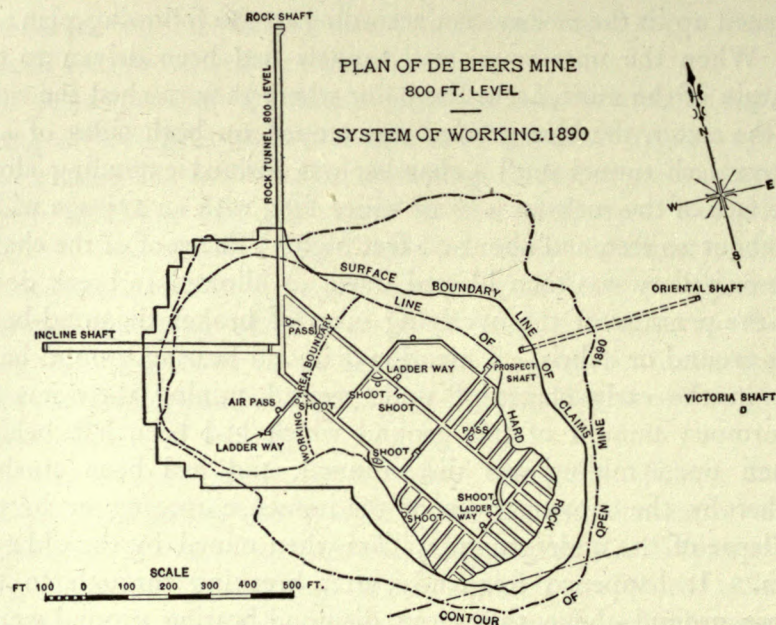 ROCK SHAFT
PLAN OF DE BEERS MINE
800 FT, LEVEL
SYSTEM OF WORKING.1890
ROCK TUNNEL 800 LEVEL
N
W
E
S
SURFACE BOUNDARY LINE OF CLAIMS
ORIENTAL SHAFT
INCLINE SHAFT
PASS
LINE OF HARD ROCK
WORKING AREA BOUNDARY
LADDER WAY
PROSPECT
SHAFT
1890
VICTORIA SHAFT
AIR PASS
SHOOT
SHOOT
SHOOT
LADDER WAY
PASS
SHOOT
SHOOT
LADDER
WAY
SHOOT
CONTOUR OF OPEN MINE
SCALE
FT 100 0 100 200 300 400 500 FT.